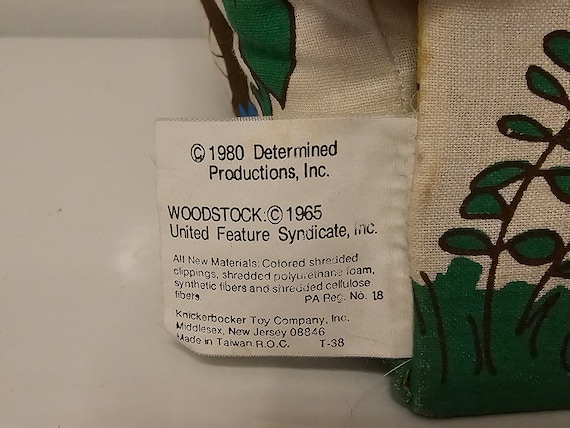 © 1980 Determined
Productions, Inc.
WOODSTOCK:© 1965
United Feature Syndicate, Inc.
All New Materials: Colored shredded
clippings, shredded polyurethane foam,
synthetic fibers and shredded cellulose
fibers. PA Reg. No. 18
Knickerbocker Toy Company, Inc.
Middlesex, New Jersey 08846
Made in Taiwan R.O.C. T-38